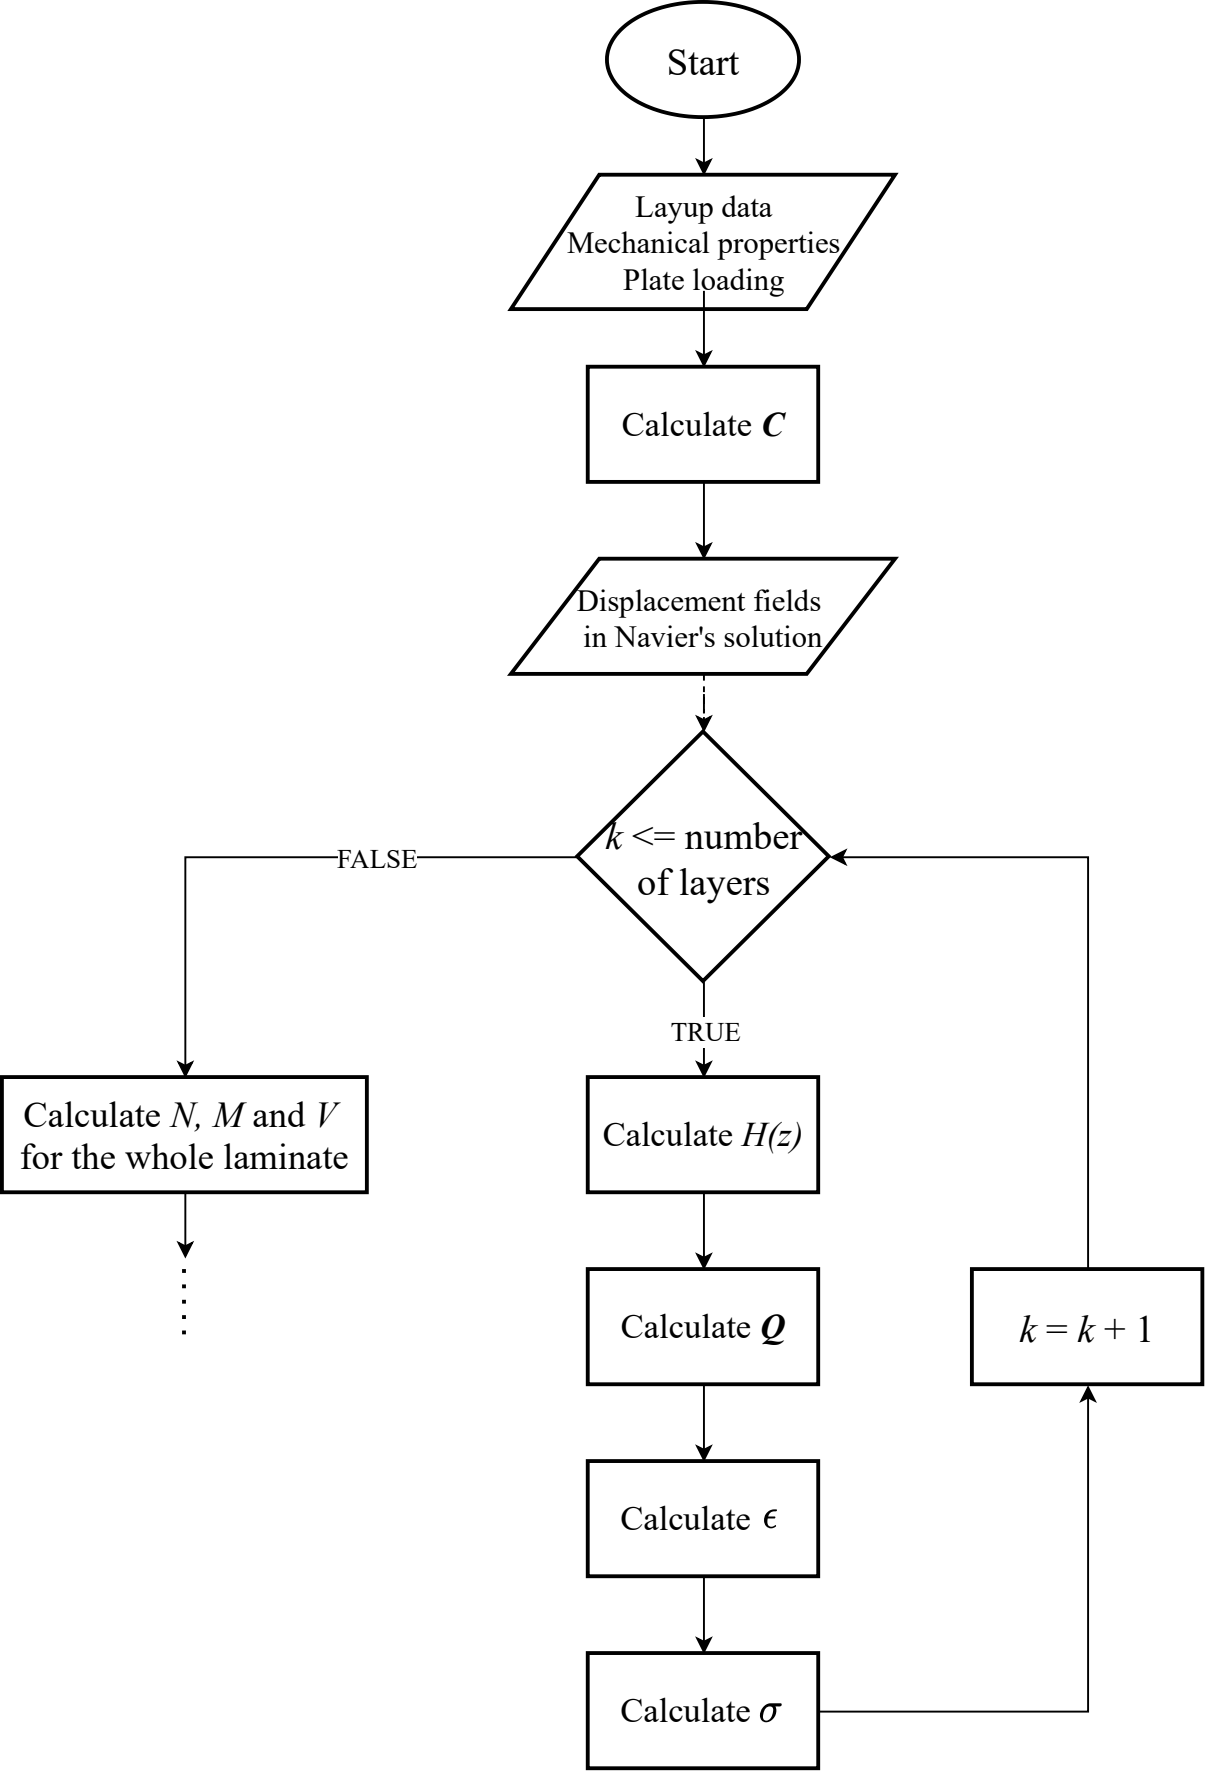 Start
Layup data
Mechanical properties
Plate loading
Calculate C
Displacement fields
in Navier's solution
k <= number
of layers
FALSE
TRUE
Calculate N, M and V
for the whole laminate
Calculate H(z)
Calculate Q
k = k + 1
Calculate ϵ
Calculate σ